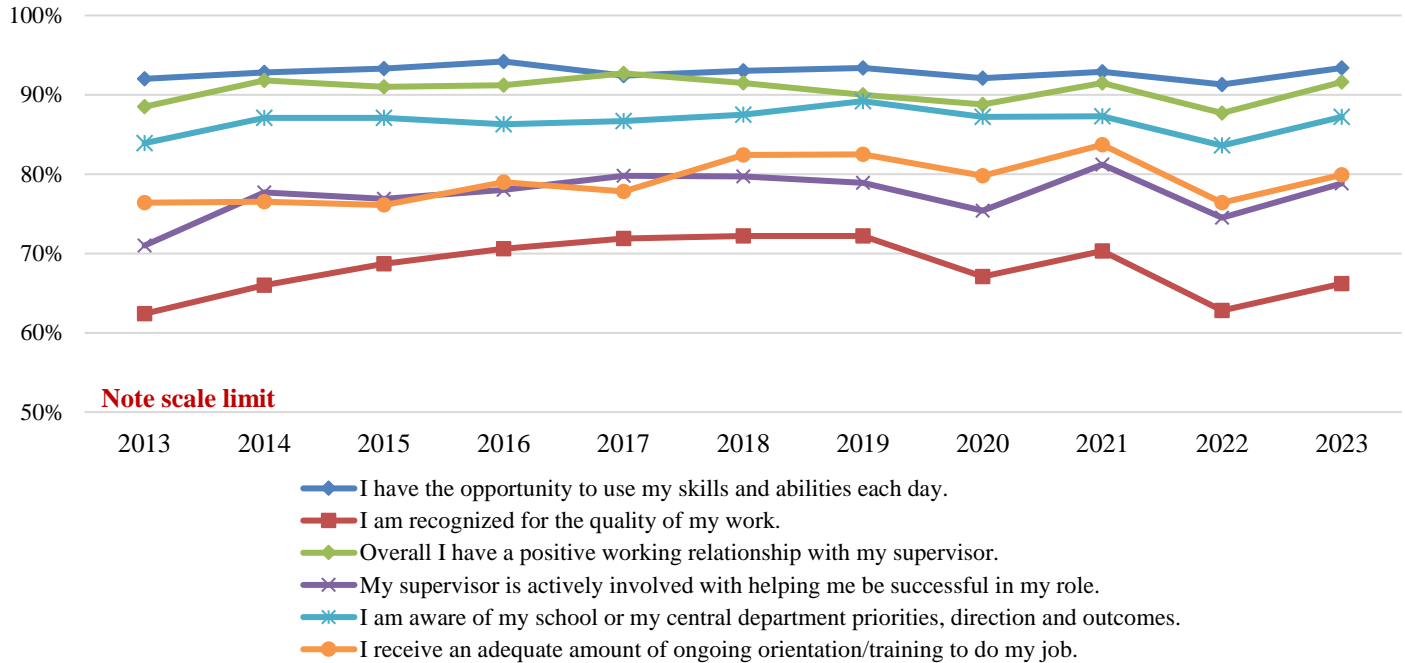 100%
90%
80%
70%
60%
Note scale limit
50%
2013 2014 2015 2016 2017 2018 2019 2020 2021 2022 2023
I have the opportunity to use my skills and abilities each day.
I am recognized for the quality of my work.
Overall I have a positive working relationship with my supervisor.
My supervisor is actively involved with helping me be successful in my role.
I am aware of my school or my central department priorities, direction and outcomes.
I receive an adequate amount of ongoing orientation/training to do my job.